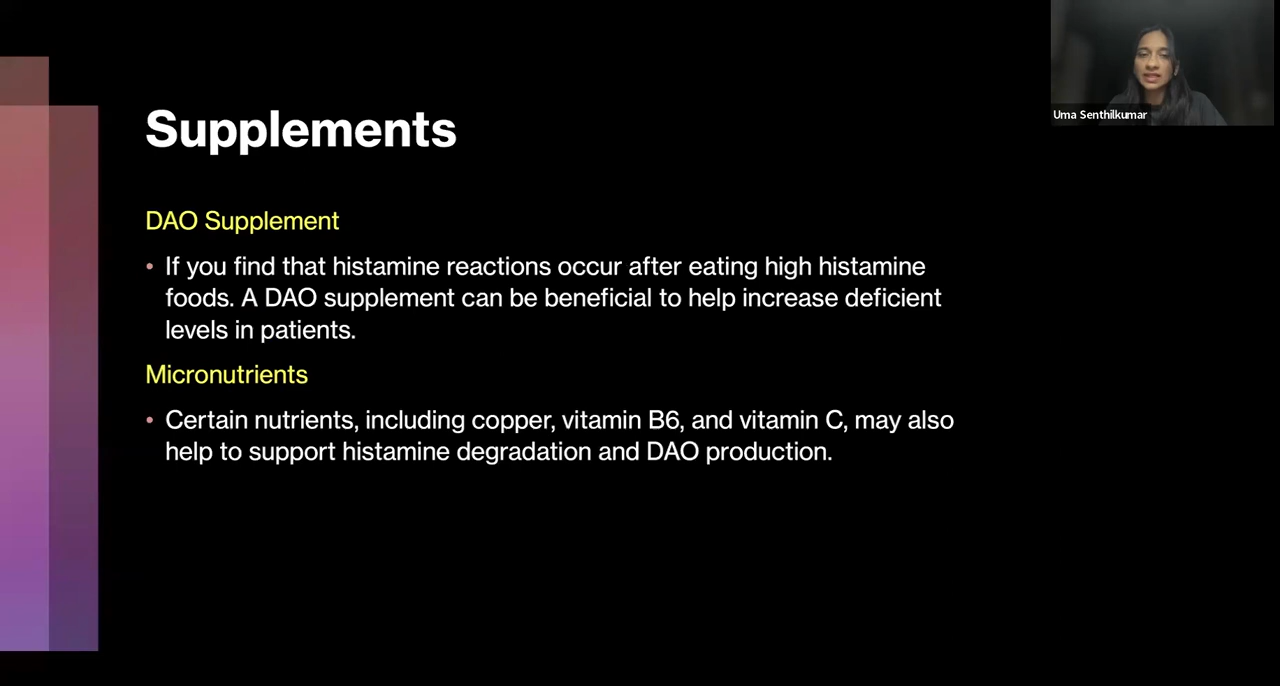 Uma Senthilkumar
Supplements
DAO Supplement
• If you find that histamine reactions occur after eating high histamine
foods. A DAO supplement can be beneficial to help increase deficient
levels in patients.
Micronutrients
• Certain nutrients, including copper, vitamin B6, and vitamin C, may also
help to support histamine degradation and DAO production.